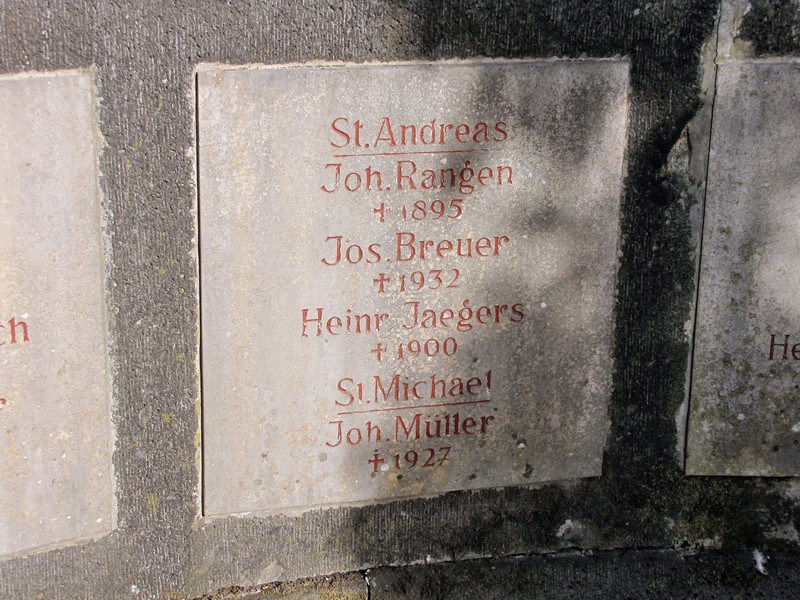 St. Andreas
Joh. Rangen
† 1895
Jos. Breuer
† 1932
Heinr Jaegers
† 1900
St. Michael
Joh. Müller
† 1927